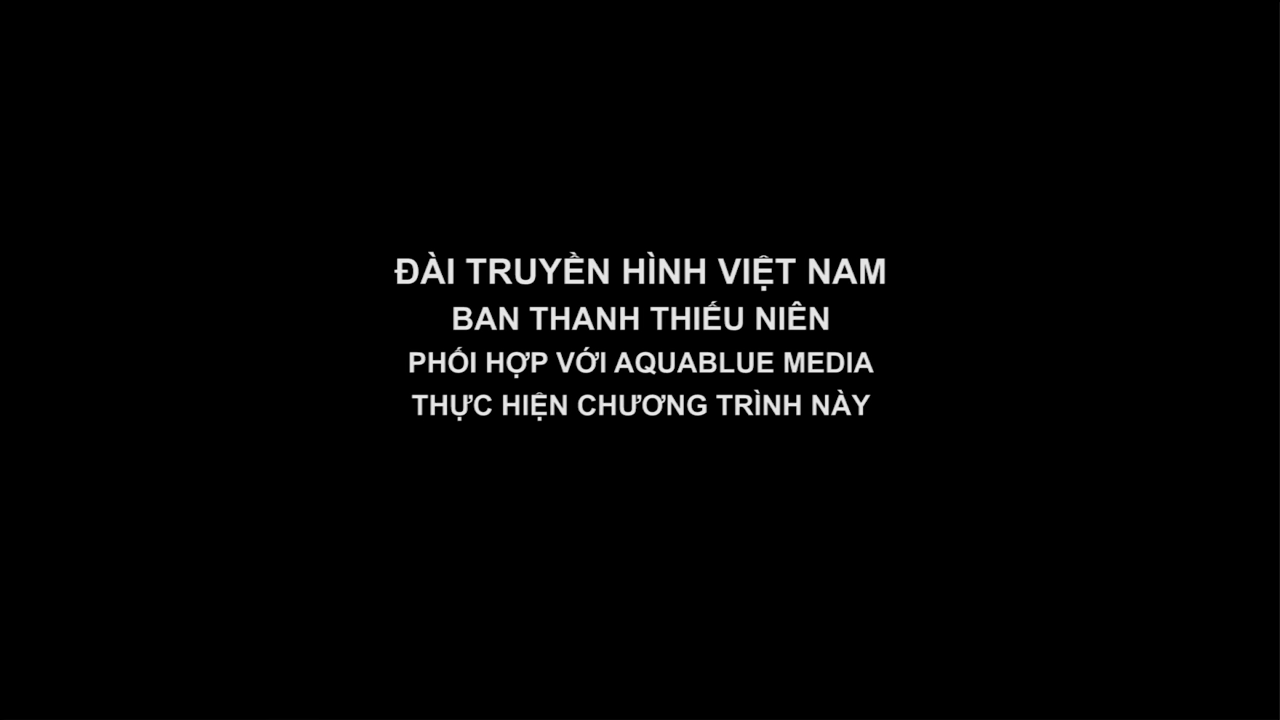 ĐÀI TRUYỀN HÌNH VIỆT NAM
BAN THANH THIẾU NIÊN
PHỐI HỢP VỚI AQUABLUE MEDIA
THỰC HIỆN CHƯƠNG TRÌNH NÀY